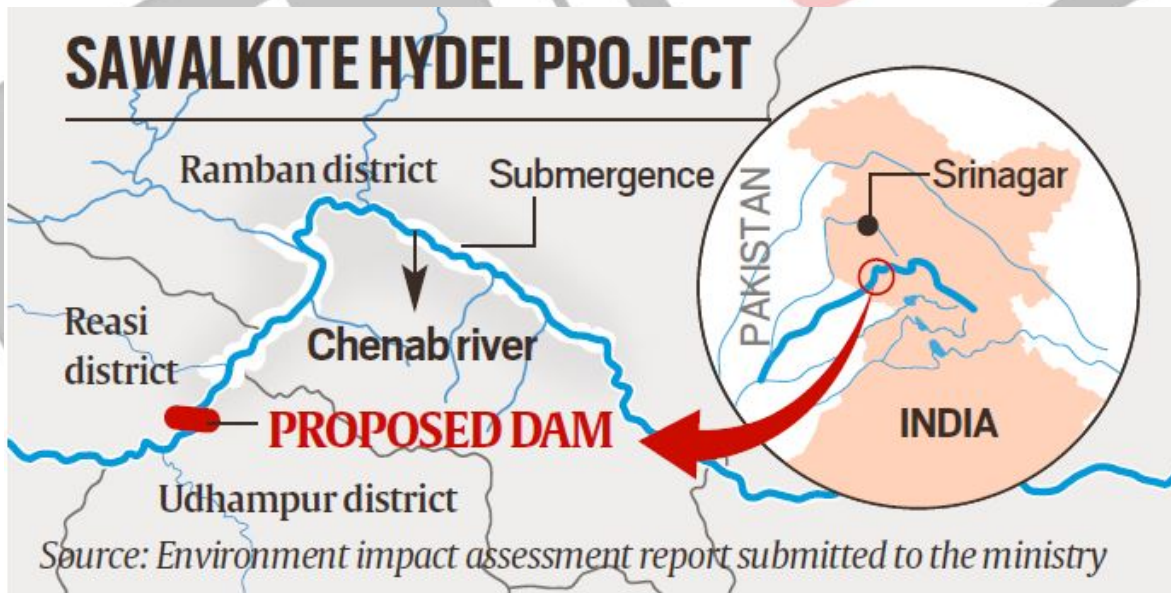 SAWALKOTE HYDEL PROJECT
Ramban district
Submergence
Srinagar
PAKISTAN
Reasi
district
Chenab river
PROPOSED DAM
INDIA
Udhampur district
Source: Environment impact assessment report submitted to the ministry